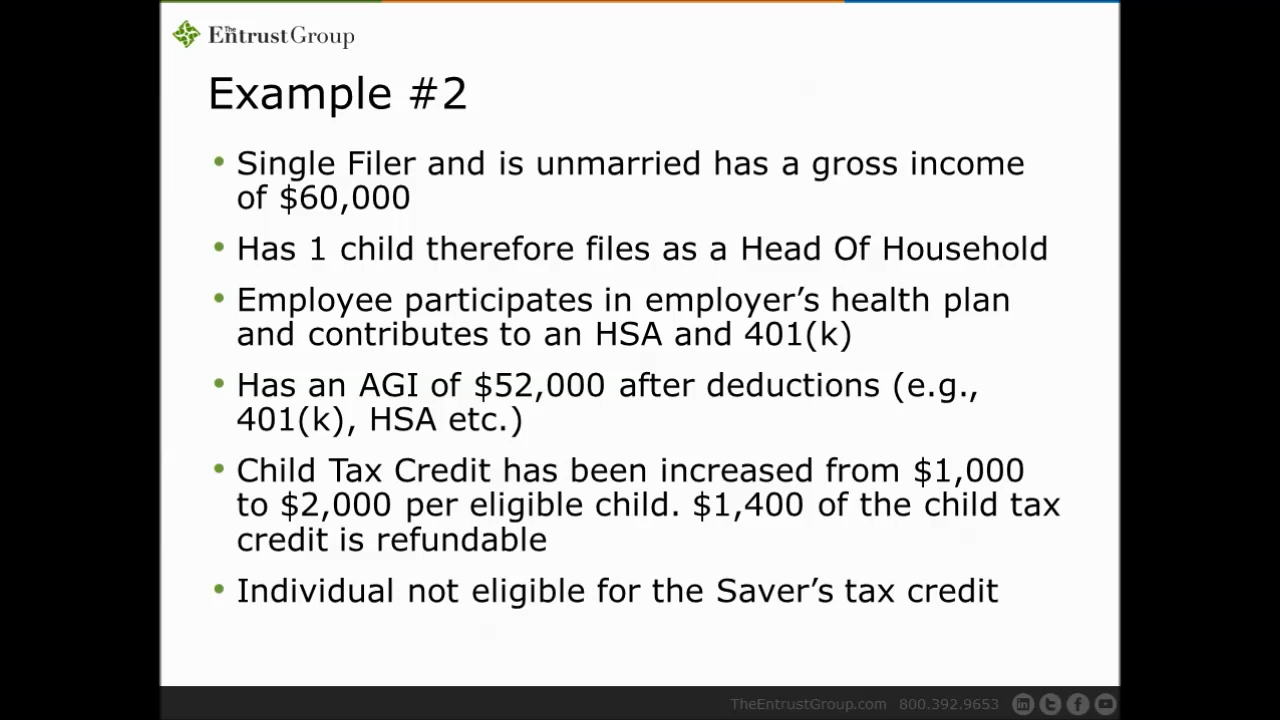 The EntrustGroup
Example #2
• Single Filer and is unmarried has a gross income
of $60,000
• Has 1 child therefore files as a Head Of Household
• Employee participates in employer’s health plan
and contributes to an HSA and 401(k)
• Has an AGI of $52,000 after deductions (e.g.,
401(k), HSA etc.)
• Child Tax Credit has been increased from $1,000
to $2,000 per eligible child. $1,400 of the child tax
credit is refundable
• Individual not eligible for the Saver’s tax credit
TheEntrustGroup.com 800.392.9653